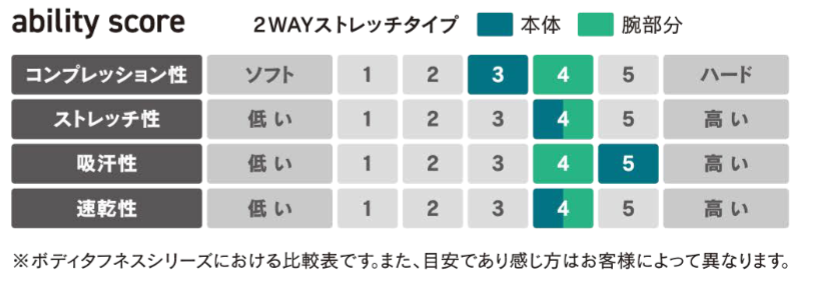 ability score 2WAYストレッチタイプ 本体 腕部分
コンプレッション性 ソフト 1 2 3 4 5 ハード
ストレッチ性 低い 1 2 3 4 5 高い
吸汗性 低い 1 2 3 4 5 高い
速乾性 低い 1 2 3 4 5 高い
※ボディタフネスシリーズにおける比較表です。また、目安であり感じ方はお客様によって異なります。